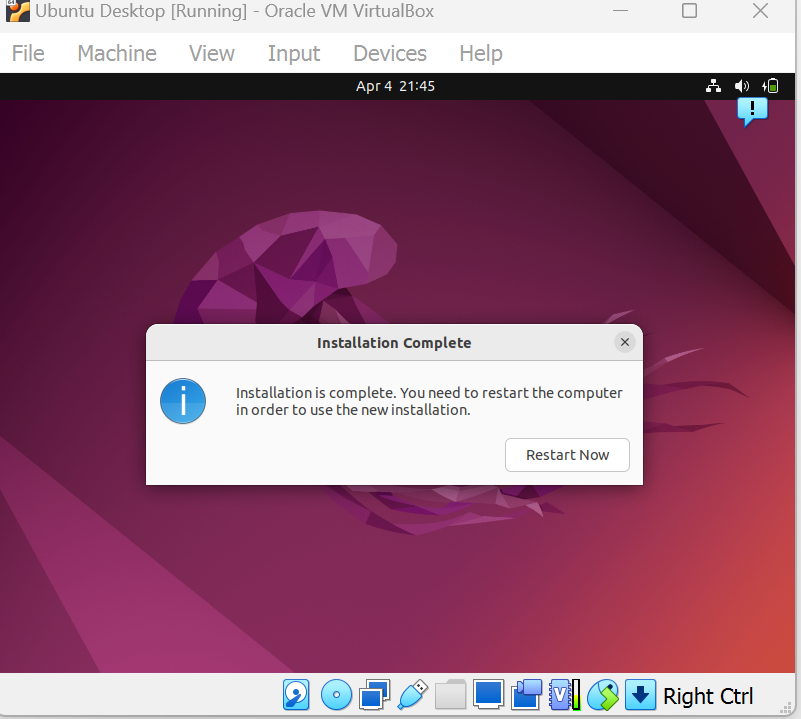 Ubuntu Desktop [Running] - Oracle VM VirtualBox
File Machine View Input Devices Help
Apr 4 21:45
Installation Complete
Installation is complete. You need to restart the computer
in order to use the new installation.
Restart Now
Right Ctrl